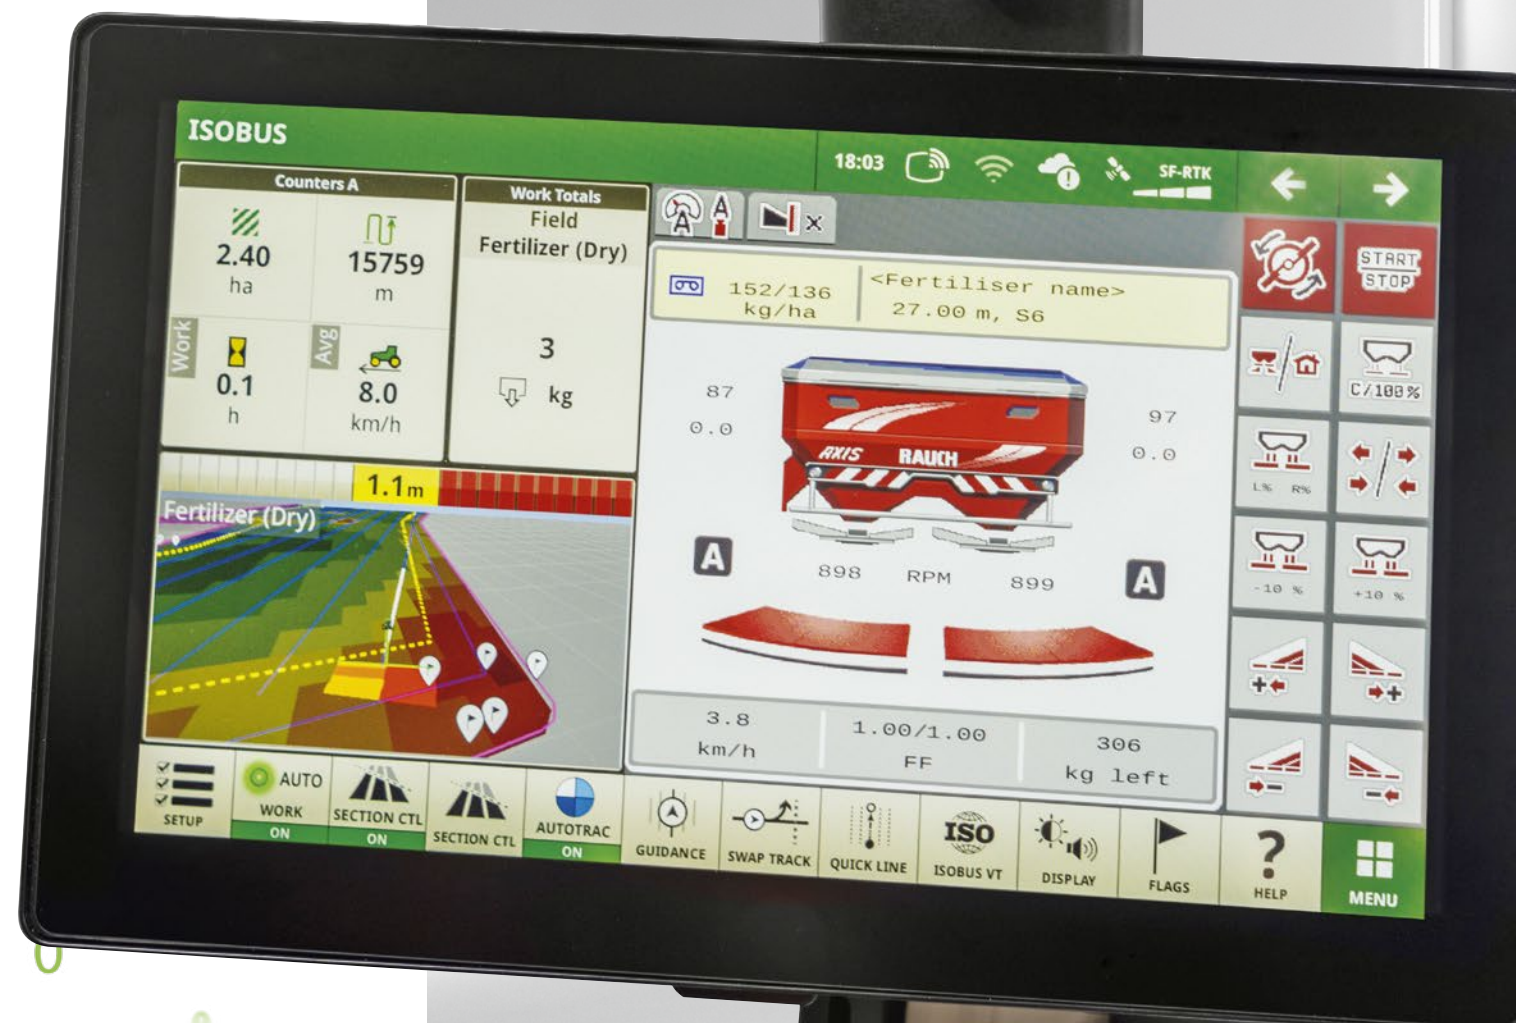 ISOBUS
18:03
SF-RTK
Counters A
2.40
ha
15759
m
Work
0.1
h
Avg
8.0
km/h
Work Totals
Field
Fertilizer (Dry)
3
kg
A A
x
152/136
kg/ha
<Fertiliser name>
27.00 m, S6
87
0.0
97
0.0
AXIS RAUCH
A
A
898 RPM 899
3.8
km/h
1.00/1.00
FF
306
kg left
START
STOP
C/100%
L% R%
-10 %
+10 %
1.1m
Fertilizer (Dry)
SETUP
AUTO
WORK
ON
SECTION CTL
ON
SECTION CTL
AUTOTRAC
ON
GUIDANCE
SWAP TRACK
QUICK LINE
ISO
ISOBUS VT
DISPLAY
FLAGS
?
HELP
MENU